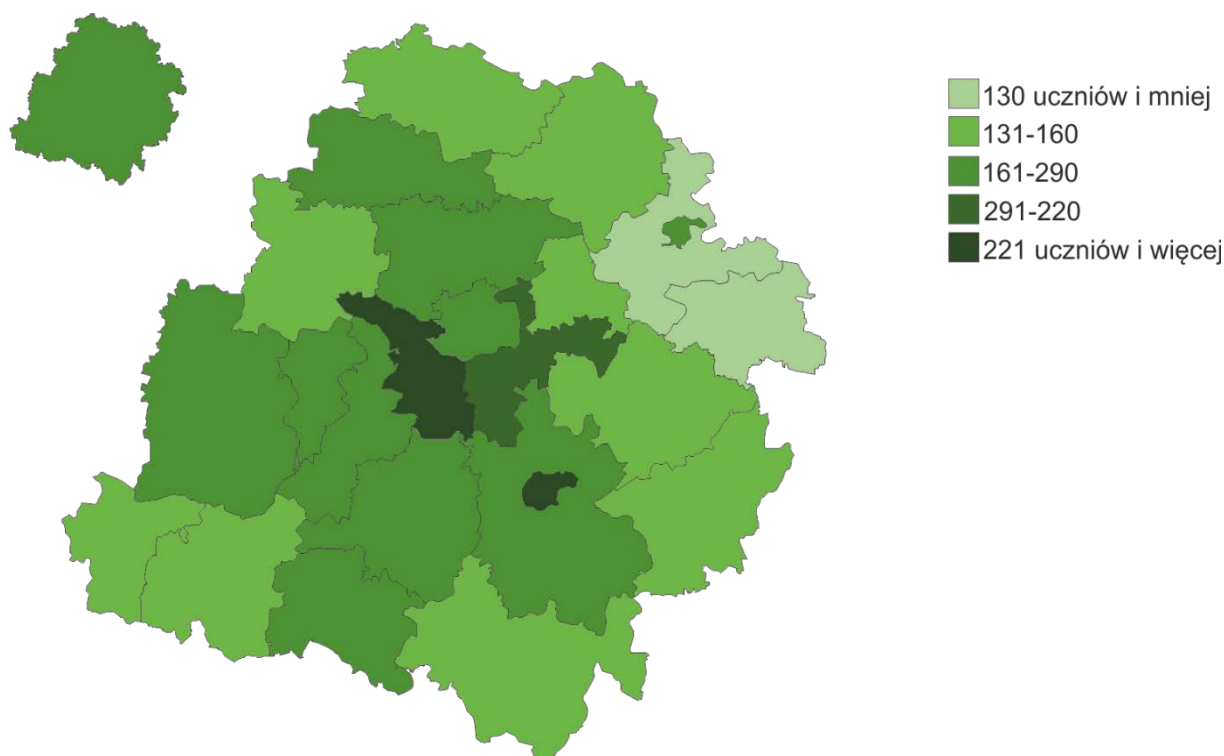 130 uczniów i mniej
131-160
161-290
291-220
221 uczniów i więcej